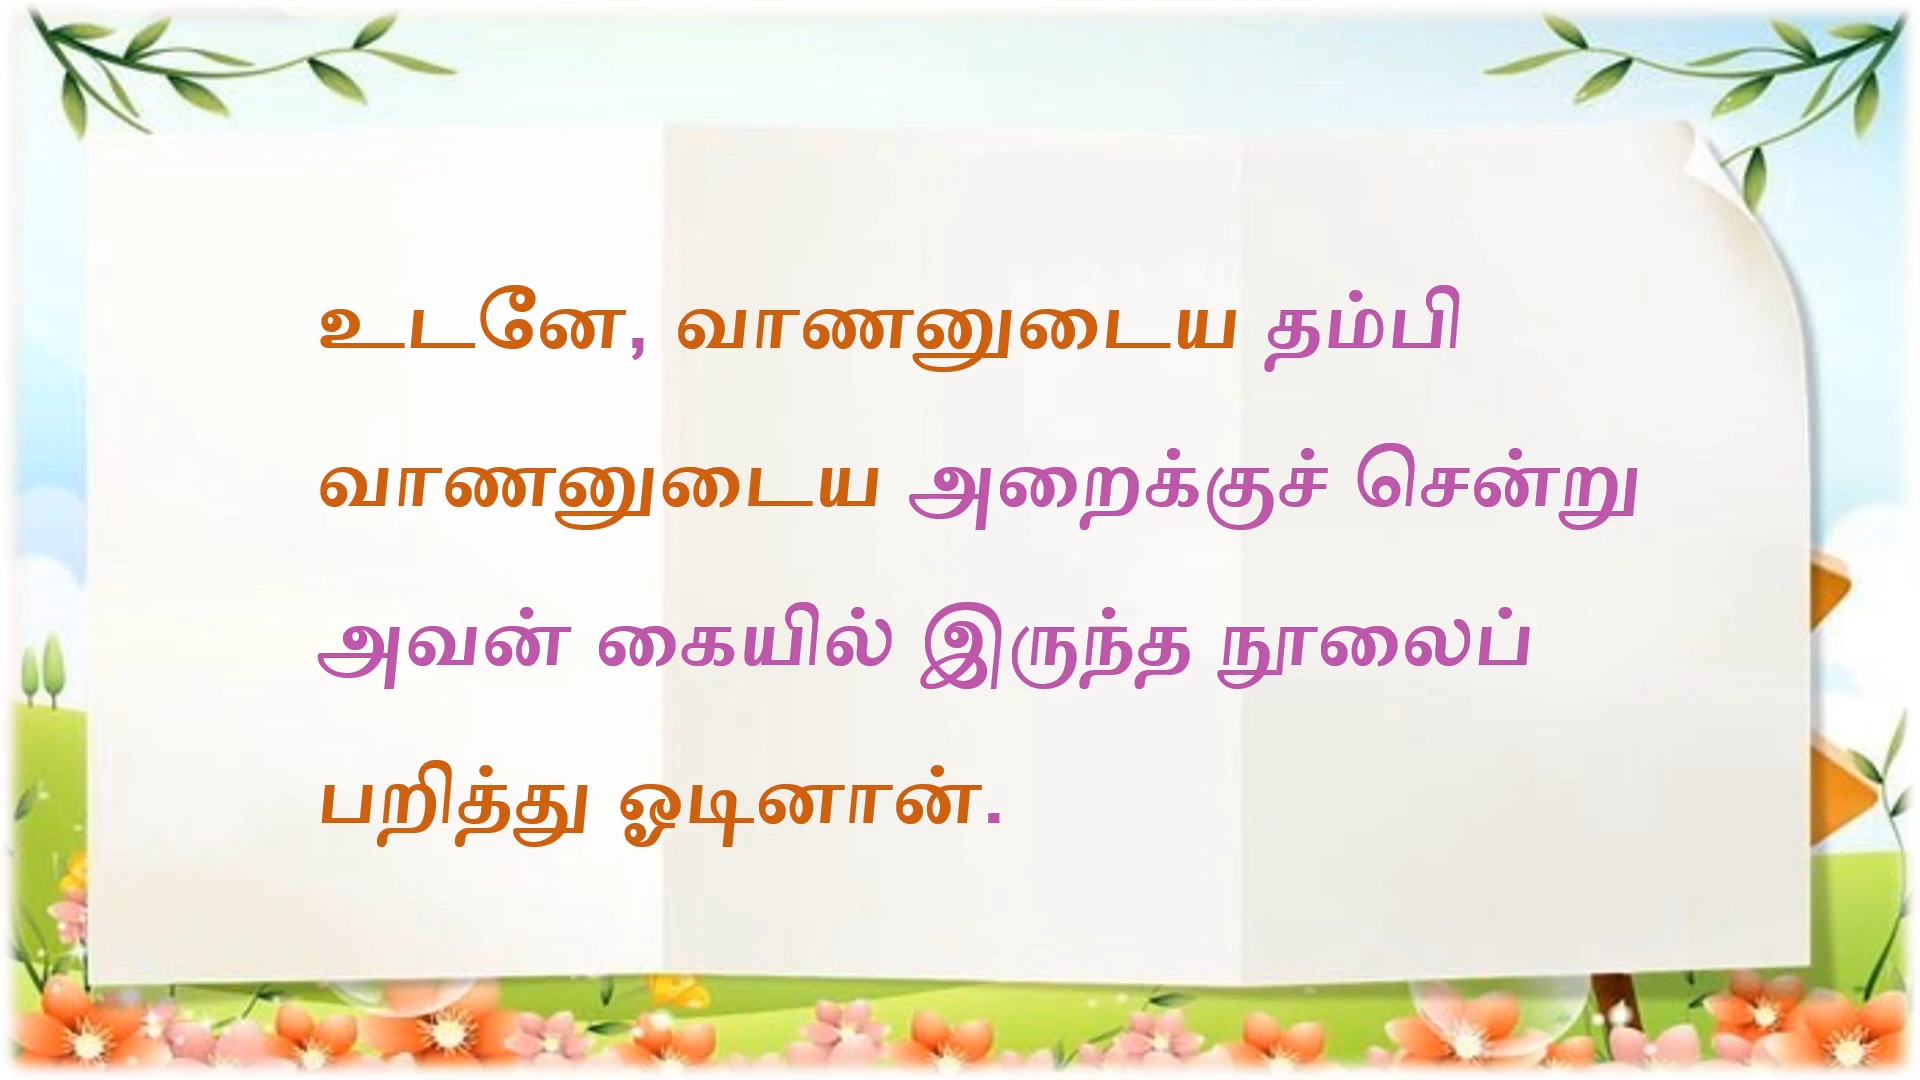 உடனே, வாணனுடைய தம்பி
வாணனுடைய அறைக்குச் சென்று
அவன் கையில் இருந்த நூலைப்
பறித்து ஓடினான்.